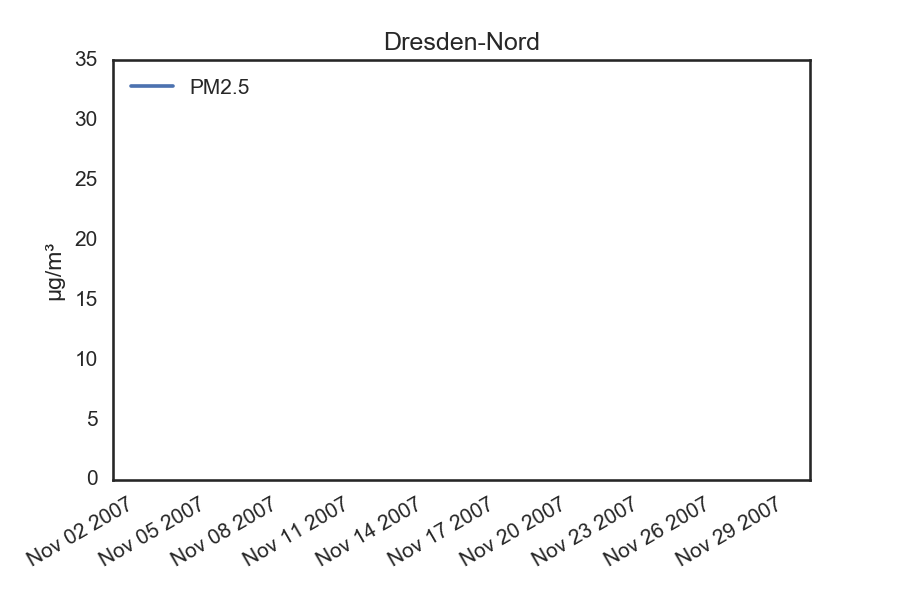 Dresden-Nord
35
PM2.5
30
25
20
µg/m³
15
10
5
0
Nov 02 2007
Nov 05 2007
Nov 08 2007
Nov 11 2007
Nov 14 2007
Nov 17 2007
Nov 20 2007
Nov 23 2007
Nov 26 2007
Nov 29 2007